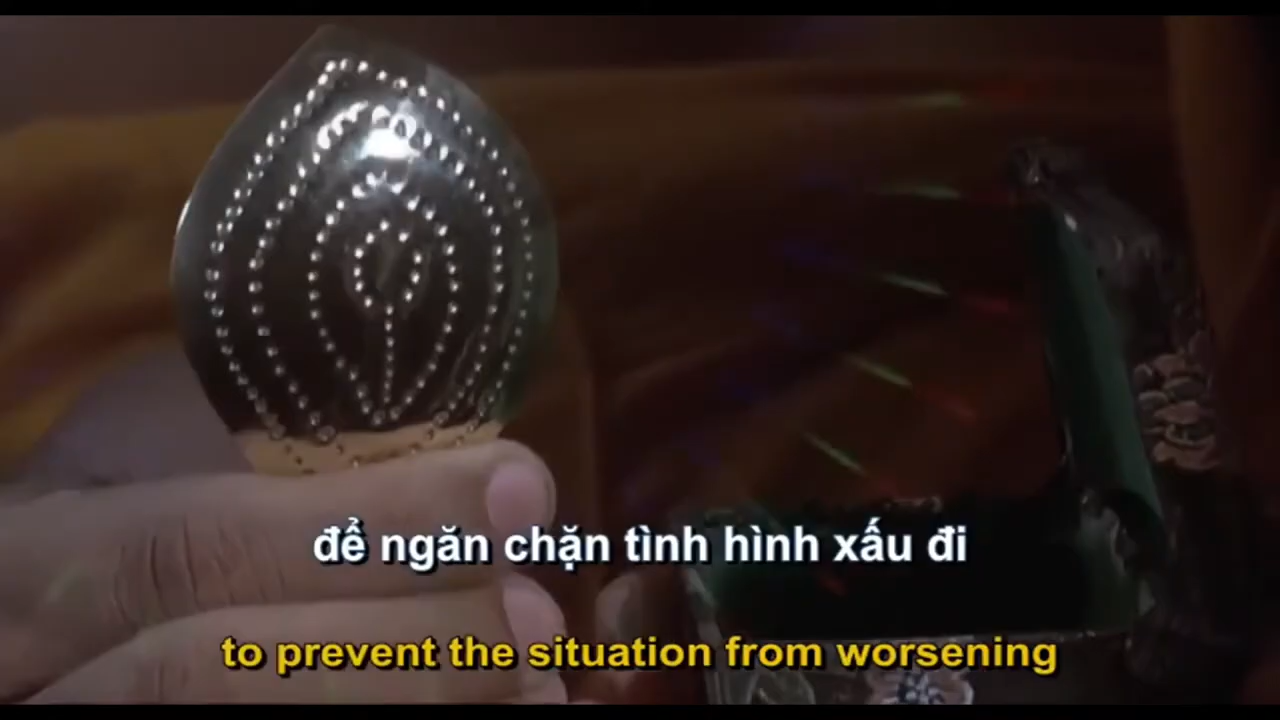 để ngăn chặn tình hình xấu đi
to prevent the situation from worsening